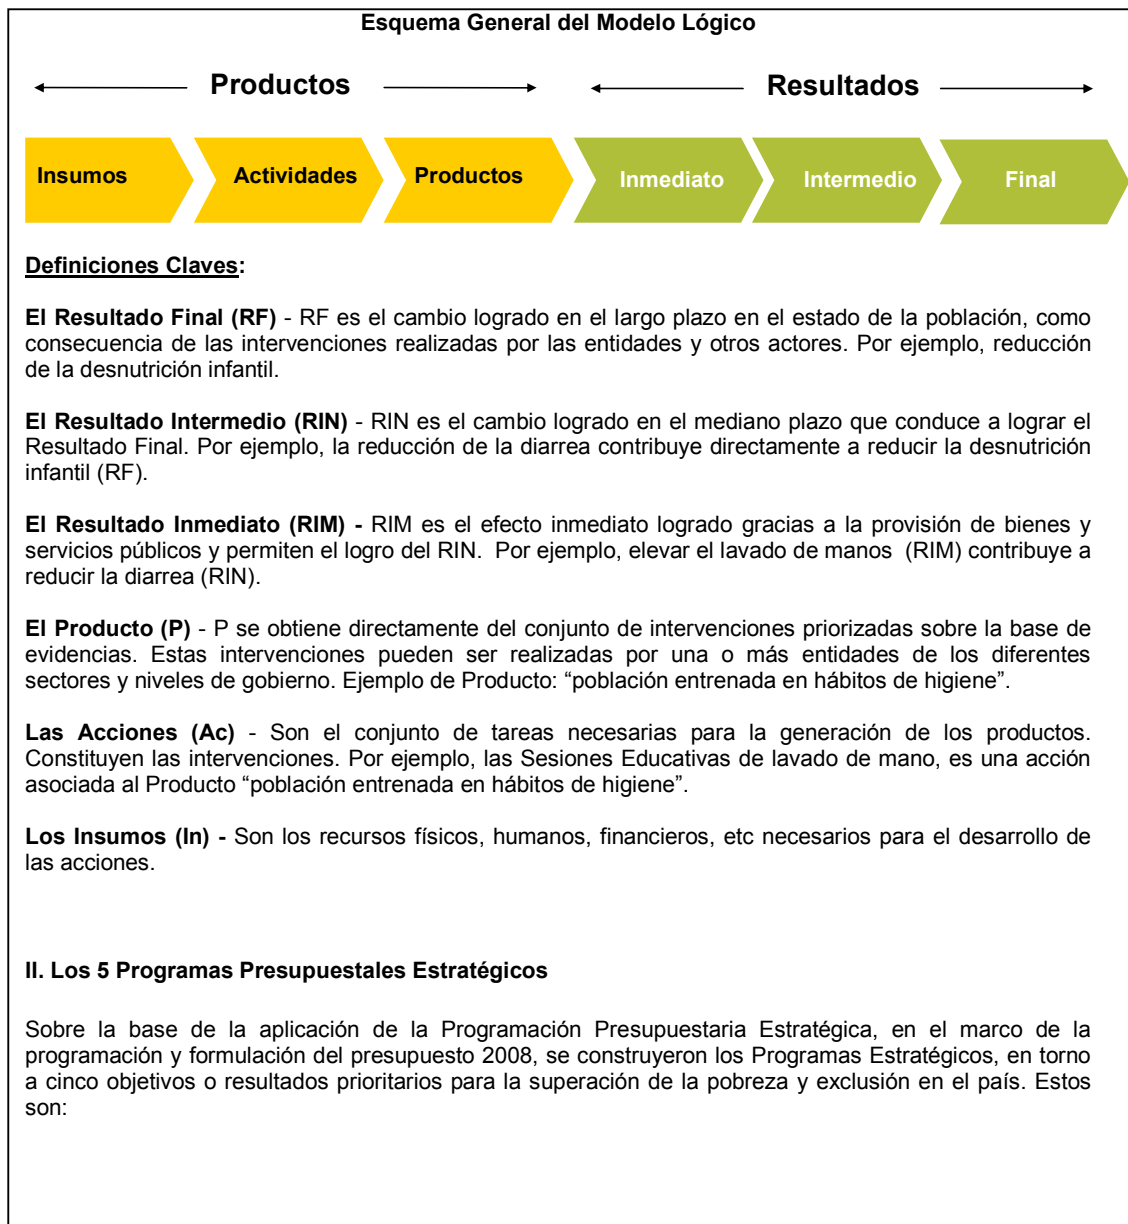 Esquema General del Modelo Lógico
Productos
Resultados
Insumos
Actividades
Productos
Inmediato
Intermedio
Final
Definiciones Claves:
El Resultado Final (RF) - RF es el cambio logrado en el largo plazo en el estado de la población, como
consecuencia de las intervenciones realizadas por las entidades y otros actores. Por ejemplo, reducción
de la desnutrición infantil.
El Resultado Intermedio (RIN) - RIN es el cambio logrado en el mediano plazo que conduce a lograr el
Resultado Final. Por ejemplo, la reducción de la diarrea contribuye directamente a reducir la desnutrición
infantil (RF).
El Resultado Inmediato (RIM) - RIM es el efecto inmediato logrado gracias a la provisión de bienes y
servicios públicos y permiten el logro del RIN. Por ejemplo, elevar el lavado de manos (RIM) contribuye a
reducir la diarrea (RIN).
El Producto (P) - P se obtiene directamente del conjunto de intervenciones priorizadas sobre la base de
evidencias. Estas intervenciones pueden ser realizadas por una o más entidades de los diferentes
sectores y niveles de gobierno. Ejemplo de Producto: “población entrenada en hábitos de higiene”.
Las Acciones (Ac) - Son el conjunto de tareas necesarias para la generación de los productos.
Constituyen las intervenciones. Por ejemplo, las Sesiones Educativas de lavado de mano, es una acción
asociada al Producto “población entrenada en hábitos de higiene”.
Los Insumos (In) - Son los recursos físicos, humanos, financieros, etc necesarios para el desarrollo de
las acciones.
II. Los 5 Programas Presupuestales Estratégicos
Sobre la base de la aplicación de la Programación Presupuestaria Estratégica, en el marco de la
programación y formulación del presupuesto 2008, se construyeron los Programas Estratégicos, en torno
a cinco objetivos o resultados prioritarios para la superación de la pobreza y exclusión en el país. Estos
son: